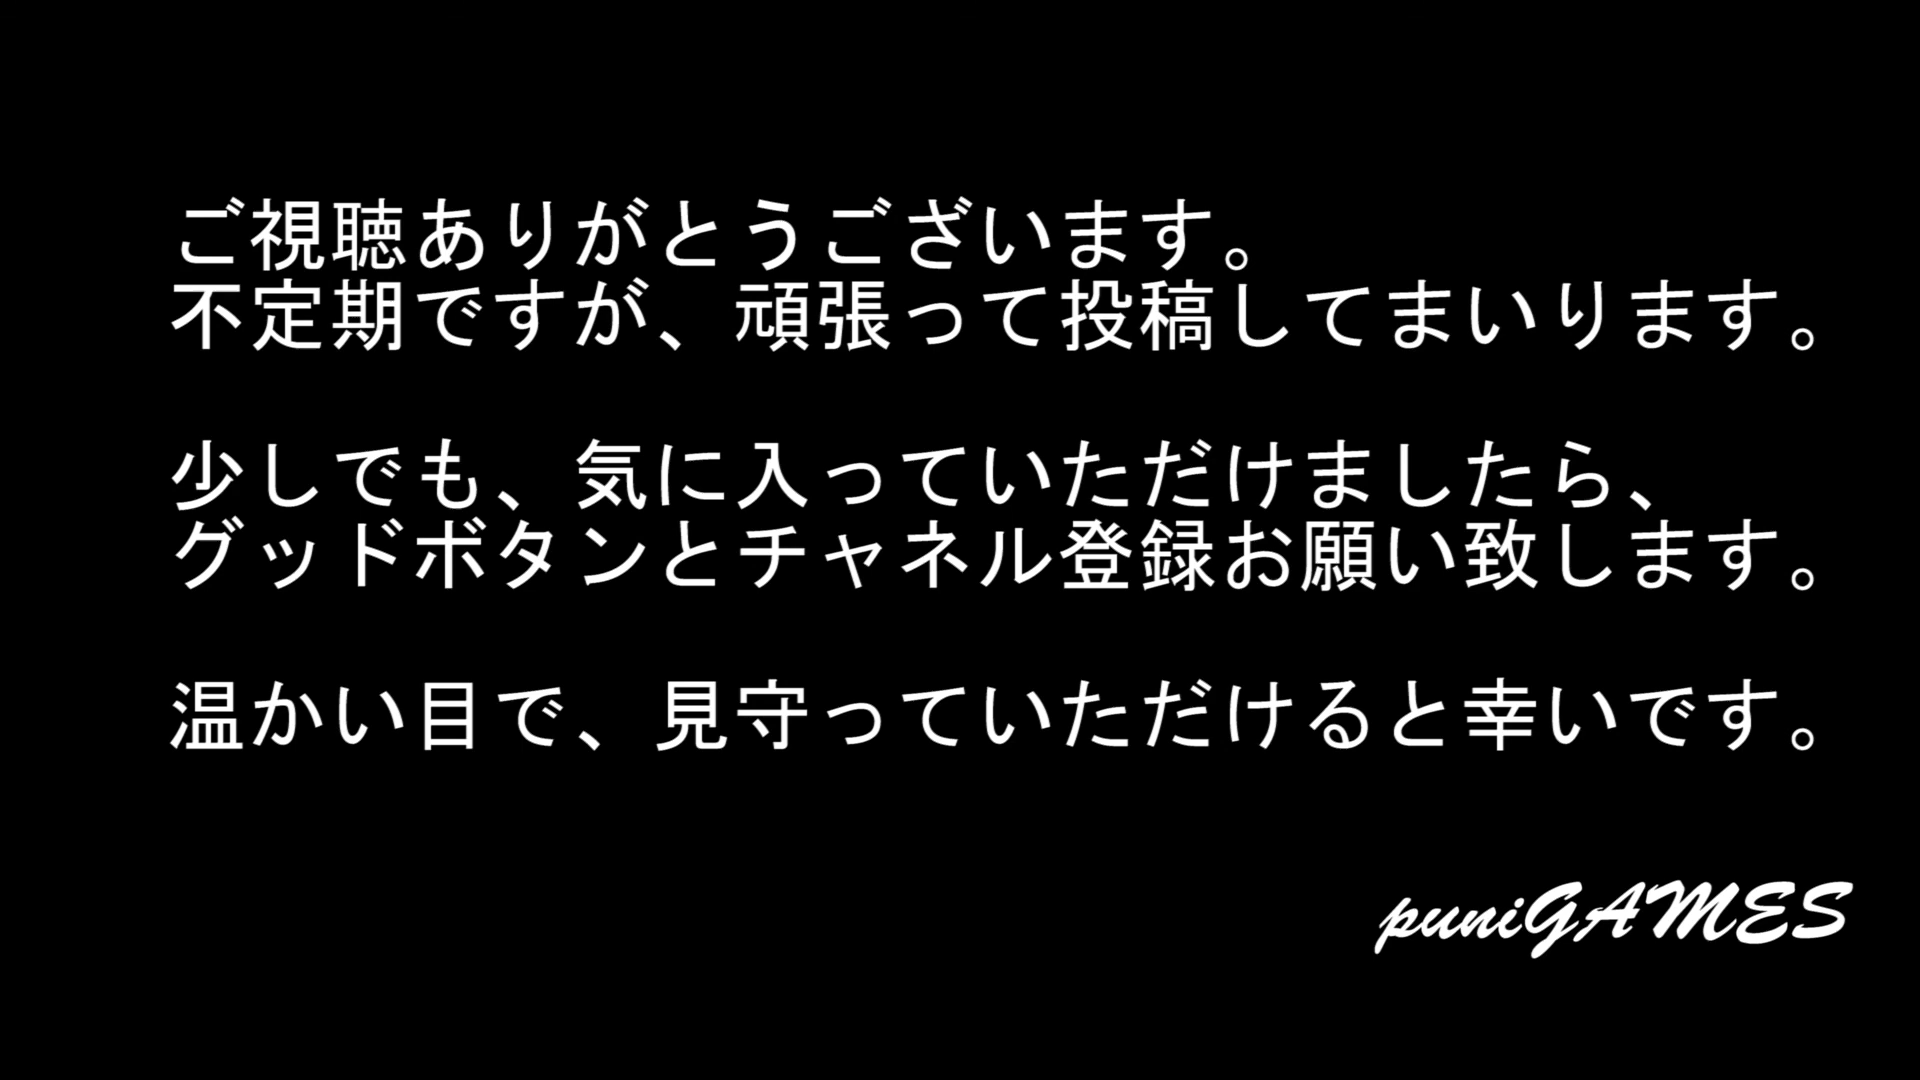 ご視聴ありがとうございます。
不定期ですが、頑張って投稿してまいります。
少しでも、気に入っていただけましたら、
グッドボタンとチャネル登録お願い致します。
温かい目で、見守っていただけると幸いです。
puniGAMES